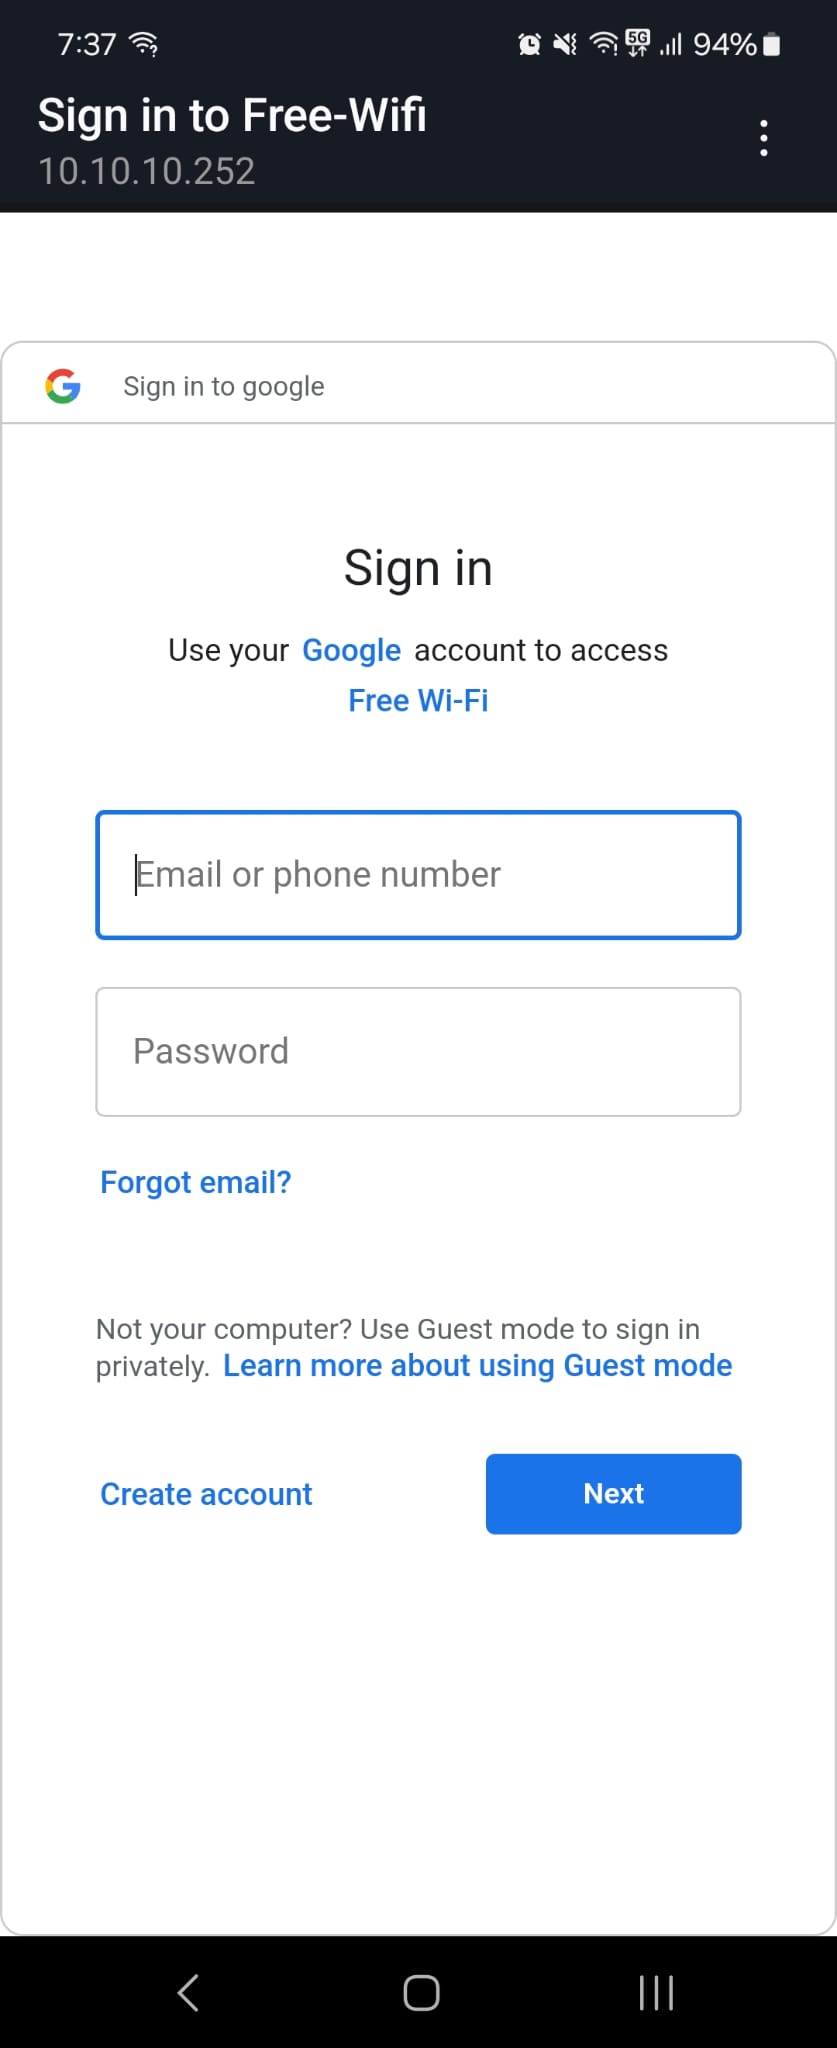 7:37
5G
94%
Sign in to Free-Wifi
10.10.10.252
Sign in to google
Sign in
Use your Google account to access
Free Wi-Fi
Email or phone number
Password
Forgot email?
Not your computer? Use Guest mode to sign in
privately. Learn more about using Guest mode
Create account
Next